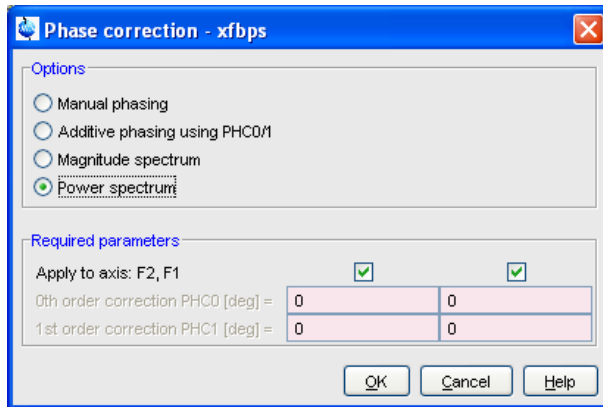 Phase correction - xfbps
Options
Manual phasing
Additive phasing using PHC0/1
Magnitude spectrum
Power spectrum
Required parameters
Apply to axis: F2, F1
0th order correction PHC0 [deg] = 0 0
1st order correction PHC1 [deg] = 0 0
OK Cancel Help